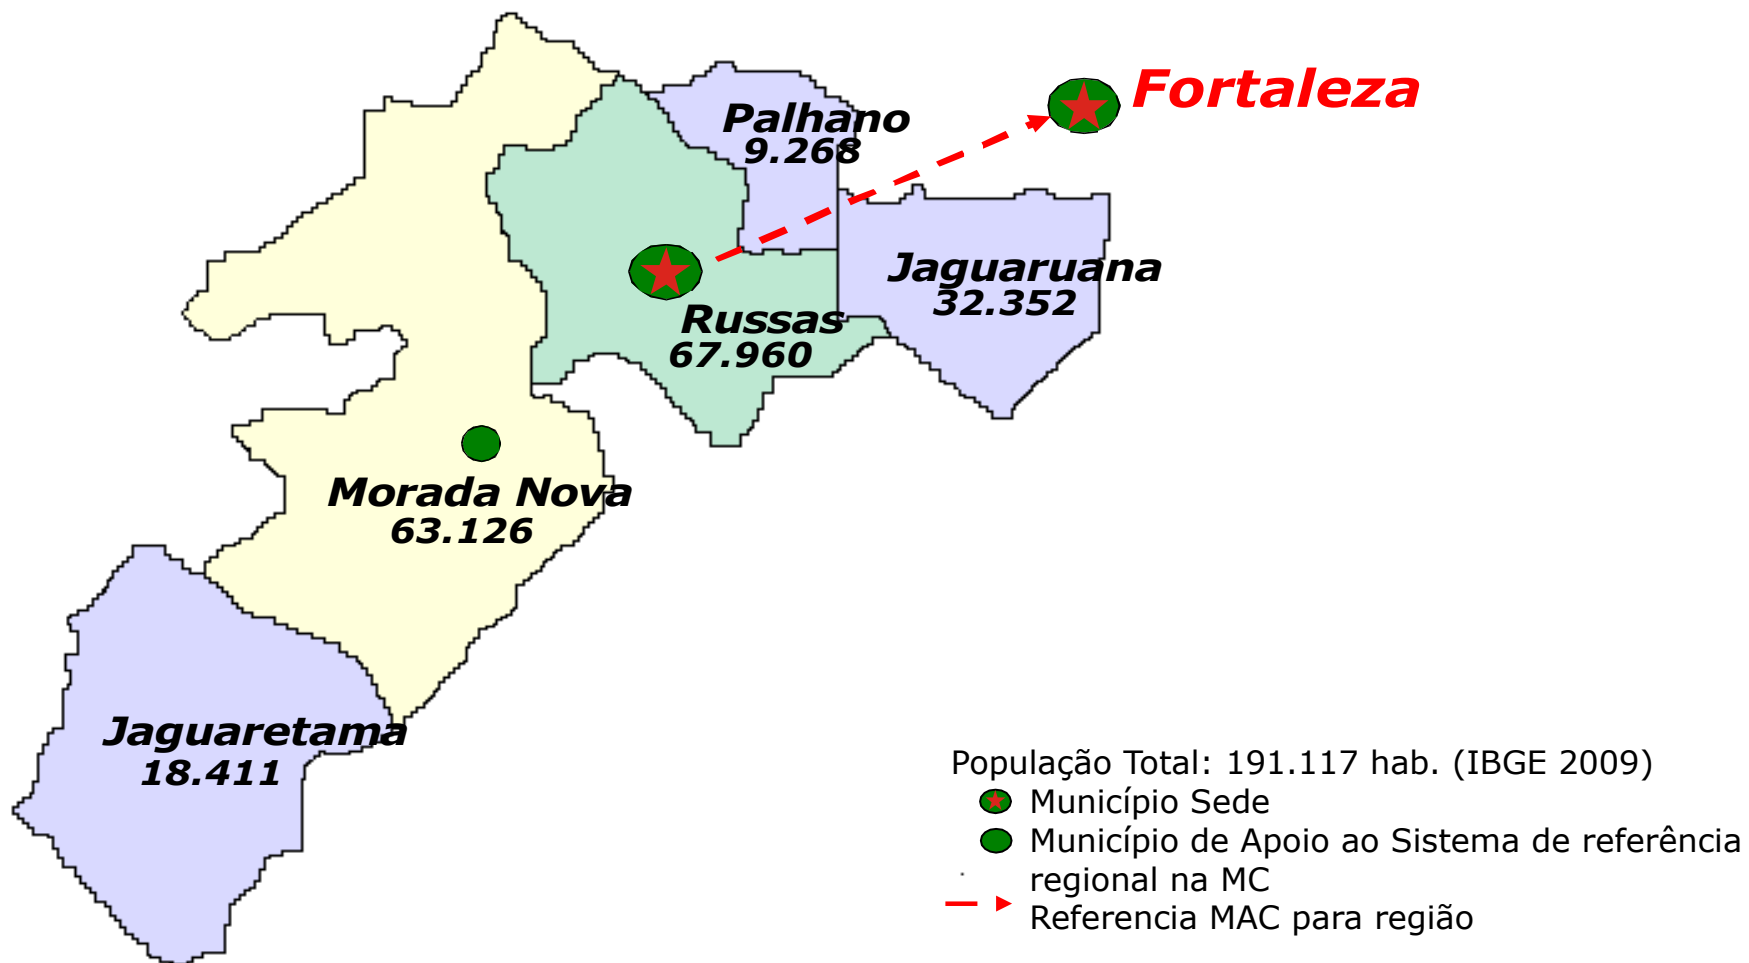 Fortaleza
Palhano
9.268
Jaguaruana
32.352
Russas
67.960
Morada Nova
63.126
Jaguaretama
18.411
População Total: 191.117 hab. (IBGE 2009)
Município Sede
Município de Apoio ao Sistema de referência
regional na MC
Referencia MAC para região